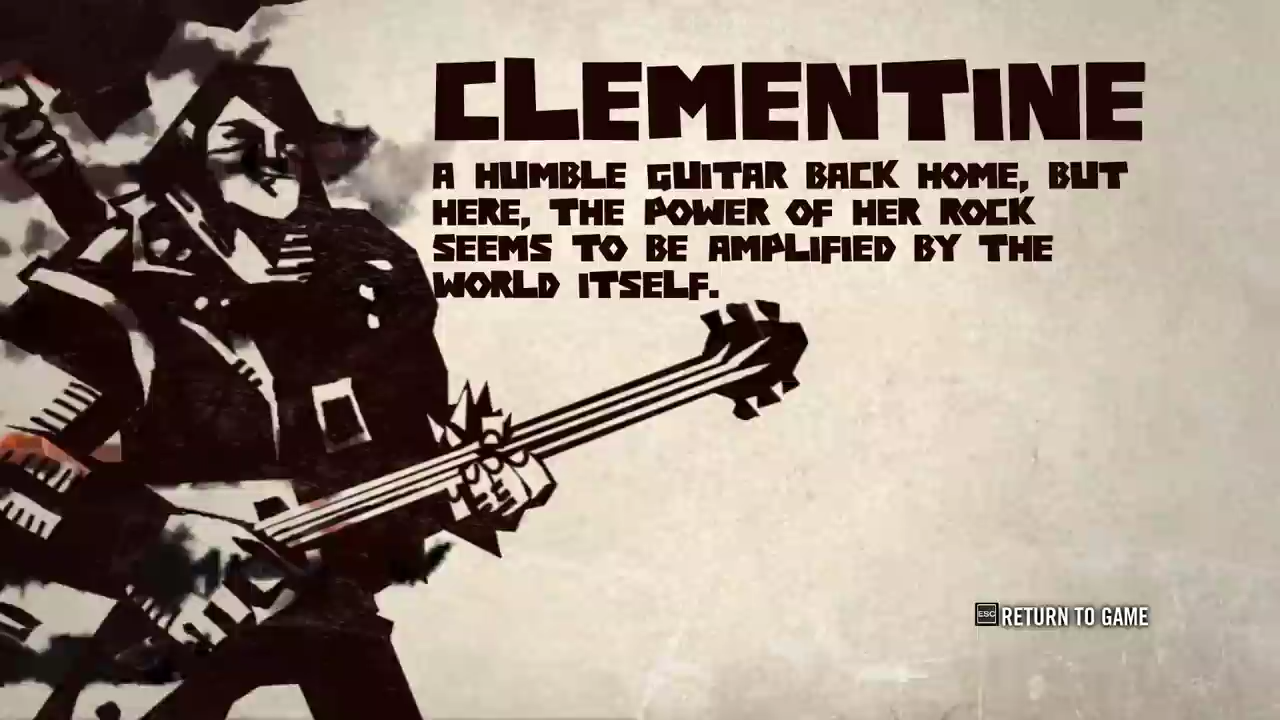 CLEMENTINE
A HUMBLE GUITAR BACK HOME, BUT
HERE, THE POWER OF HER ROCK
SEEMS TO BE AMPLIFIED BY THE
WORLD ITSELF.
ESC RETURN TO GAME